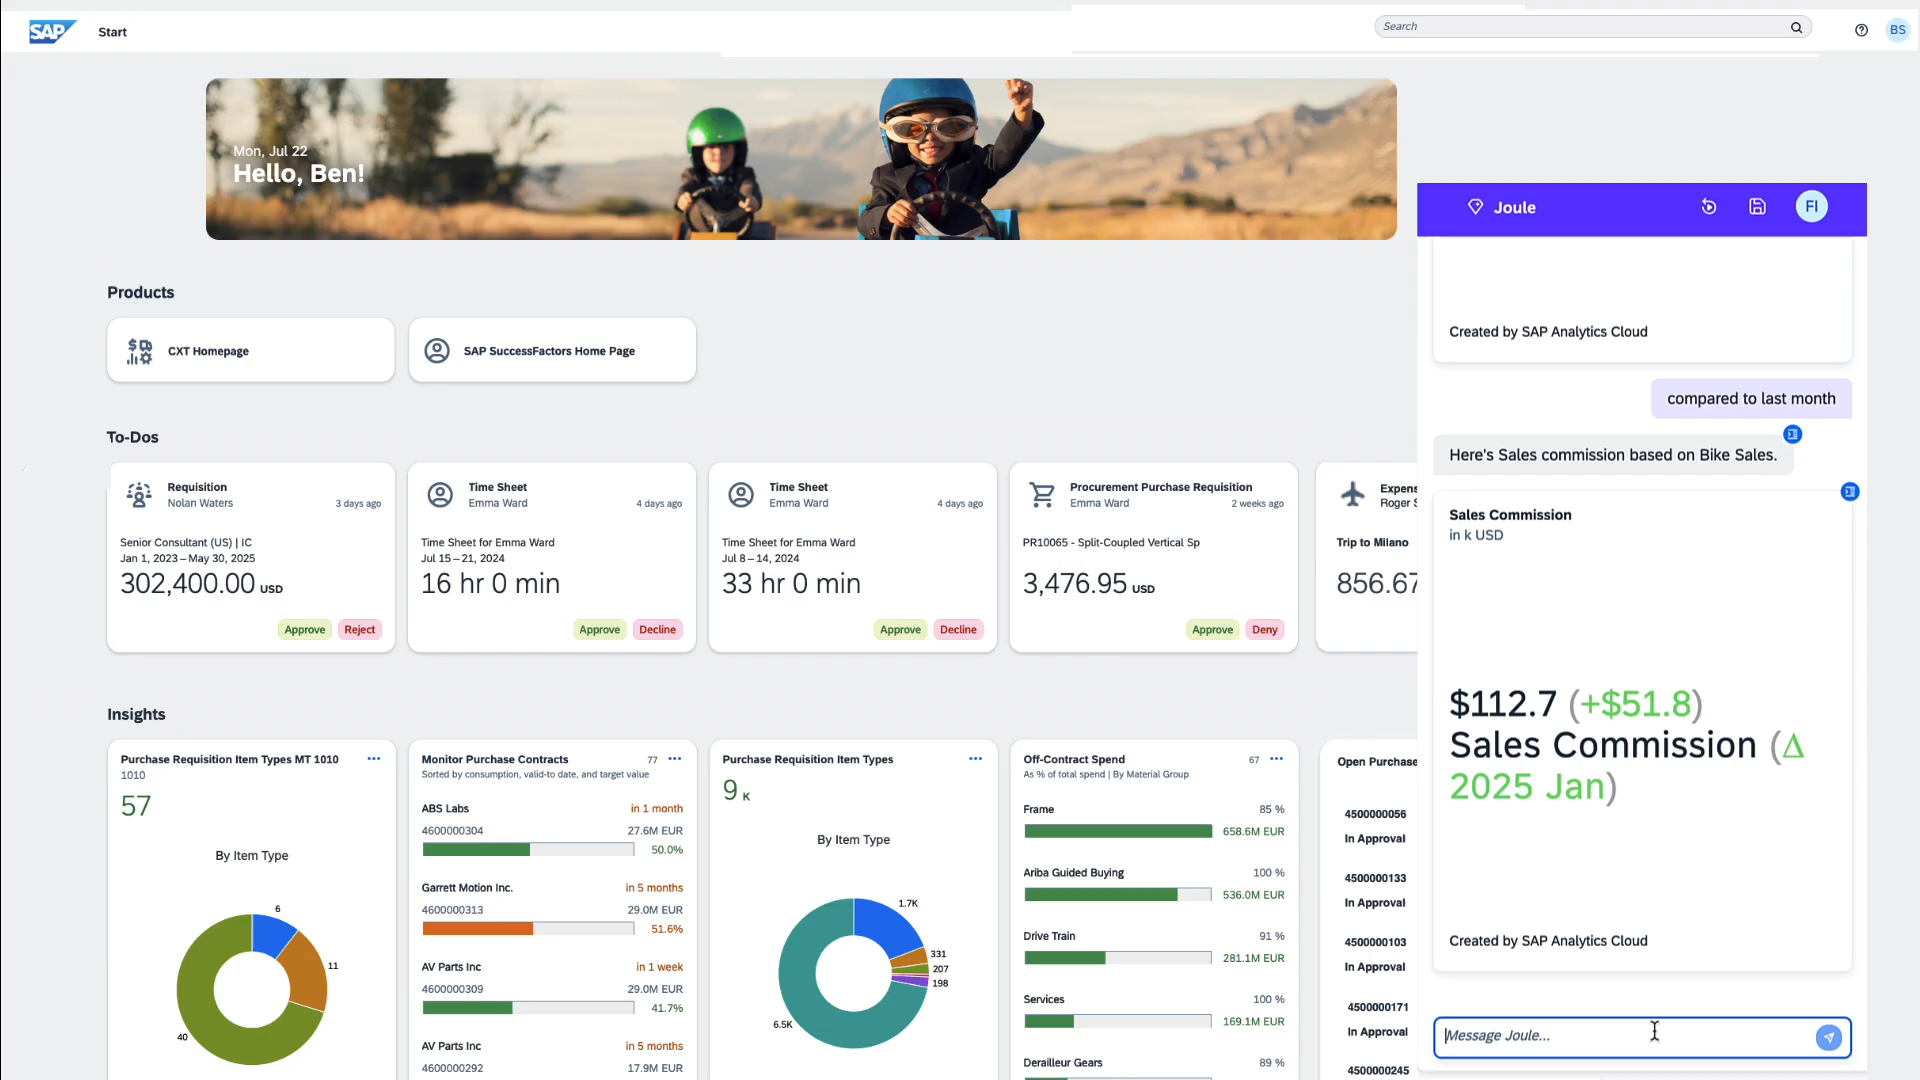 SAP
Start
Search
BS
Mon, Jul 22
Hello, Ben!
Products
CXT Homepage
SAP SuccessFactors Home Page
To-Dos
Requisition
Nolan Waters
3 days ago
Senior Consultant (US) | IC
Jan 1, 2023 – May 30, 2025
302,400.00 USD
Approve
Reject
Time Sheet
Emma Ward
4 days ago
Time Sheet for Emma Ward
Jul 15 – 21, 2024
16 hr 0 min
Approve
Decline
Time Sheet
Emma Ward
4 days ago
Time Sheet for Emma Ward
Jul 8 – 14, 2024
33 hr 0 min
Approve
Decline
Procurement Purchase Requisition
Emma Ward
2 weeks ago
PR10065 - Split-Coupled Vertical Sp
3,476.95 USD
Approve
Deny
Expens
Roger S
Trip to Milano
856.67
Insights
Purchase Requisition Item Types MT 1010
1010
57
By Item Type
6
11
40
Monitor Purchase Contracts
77
Sorted by consumption, valid-to date, and target value
ABS Labs
in 1 month
4600000304
27.6M EUR
50.0%
Garrett Motion Inc.
in 5 months
4600000313
29.0M EUR
51.6%
AV Parts Inc
in 1 week
4600000309
29.0M EUR
41.7%
AV Parts Inc
in 5 months
4600000292
17.9M EUR
Purchase Requisition Item Types
9 K
By Item Type
1.7K
331
207
198
6.5K
Off-Contract Spend
67
As % of total spend | By Material Group
Frame
85 %
658.6M EUR
Ariba Guided Buying
100 %
536.0M EUR
Drive Train
91 %
281.1M EUR
Services
100 %
169.1M EUR
Derailleur Gears
89 %
Open Purchase
4500000056
In Approval
4500000133
In Approval
4500000103
In Approval
4500000171
In Approval
4500000245
Joule
FI
Created by SAP Analytics Cloud
compared to last month
Here's Sales commission based on Bike Sales.
Sales Commission
in k USD
$112.7 (+$51.8)
Sales Commission (Δ
2025 Jan)
Created by SAP Analytics Cloud
Message Joule...